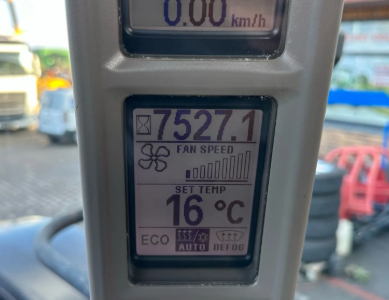 0.00 km/h
7527.1
FAN SPEED
SET TEMP
16 °C
ECO AUTO DEFOG